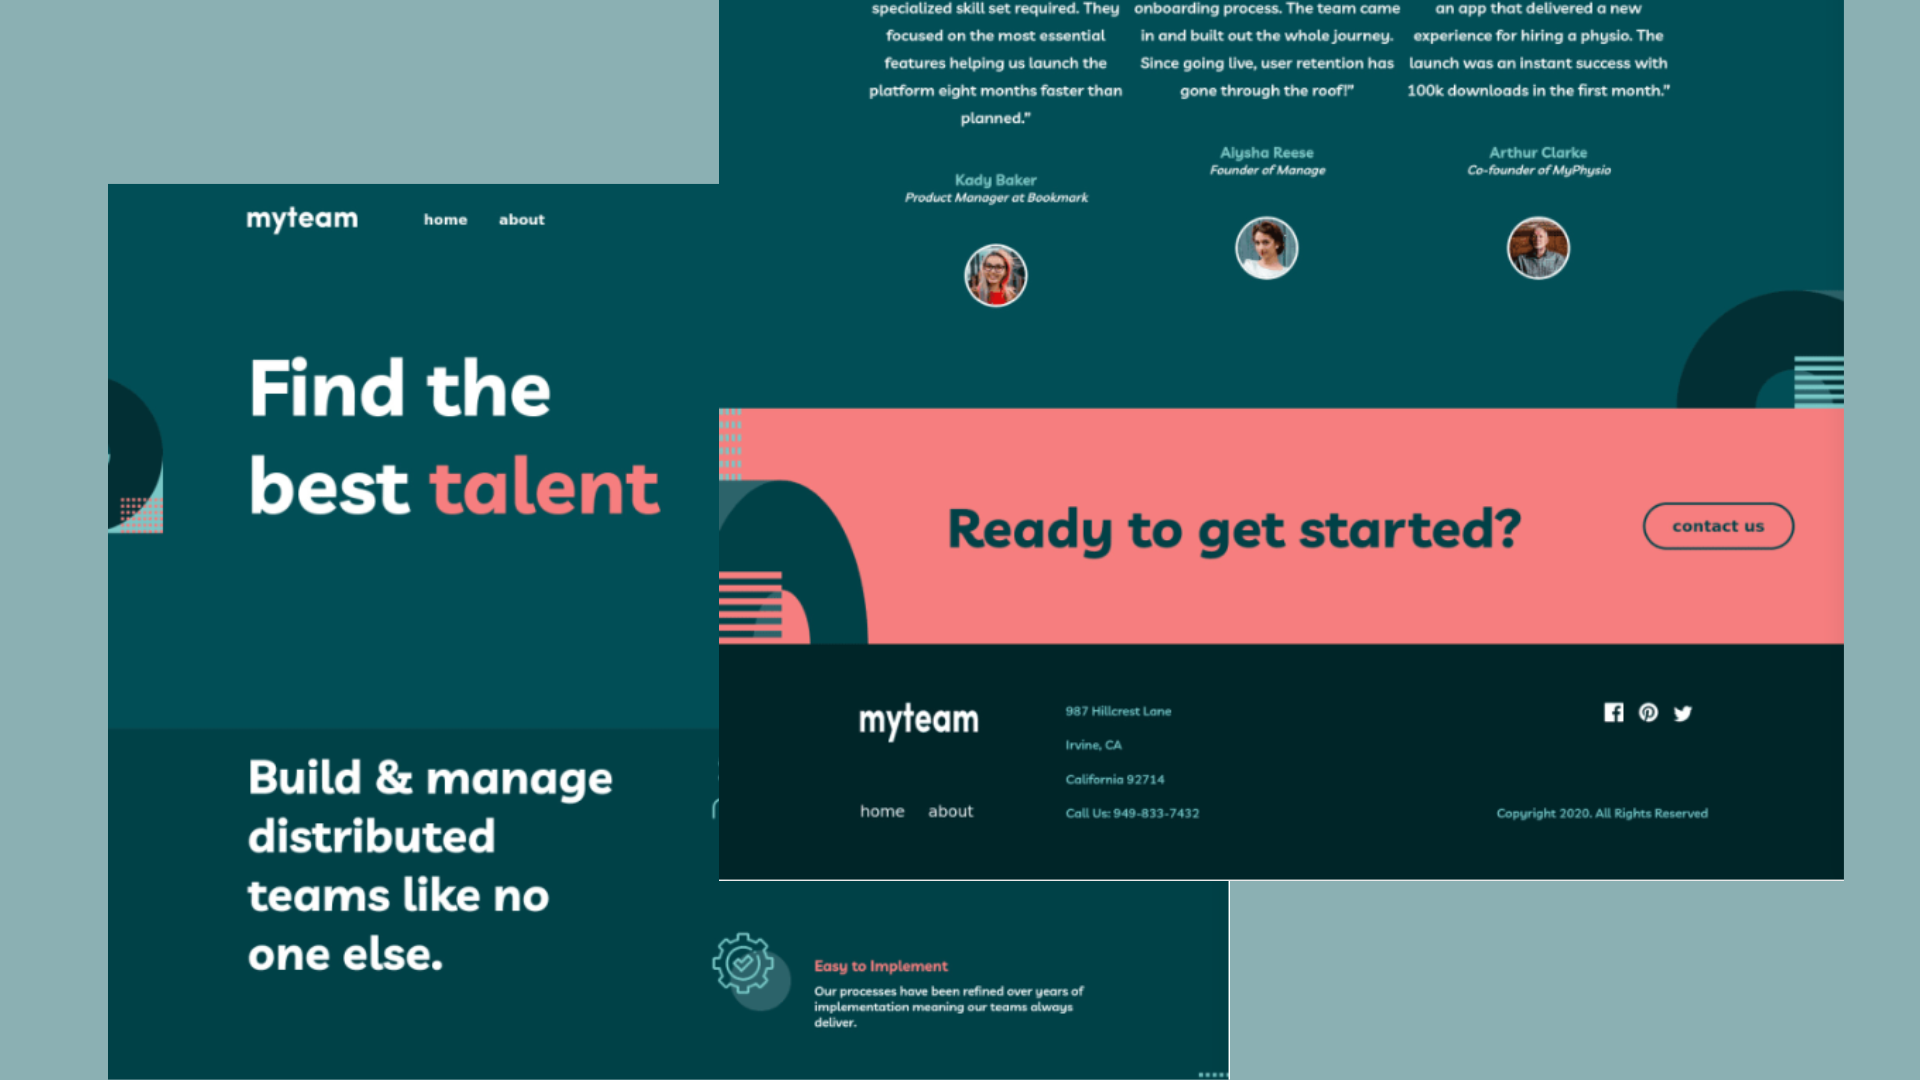 specialized skill set required. They
focused on the most essential
features helping us launch the
platform eight months faster than
planned.”
Kady Baker
Product Manager at Bookmark
onboarding process. The team came
in and built out the whole journey.
Since going live, user retention has
gone through the roof!”
Aiysha Reese
Founder of Manage
an app that delivered a new
experience for hiring a physio. The
launch was an instant success with
100k downloads in the first month.”
Arthur Clarke
Co-founder of MyPhysio
myteam home about
Find the
best talent
Ready to get started?
contact us
myteam
home about
987 Hillcrest Lane
Irvine, CA
California 92714
Call Us: 949-833-7432
Copyright 2020. All Rights Reserved
Build & manage
distributed
teams like no
one else.
Easy to Implement
Our processes have been refined over years of
implementation meaning our teams always
deliver.